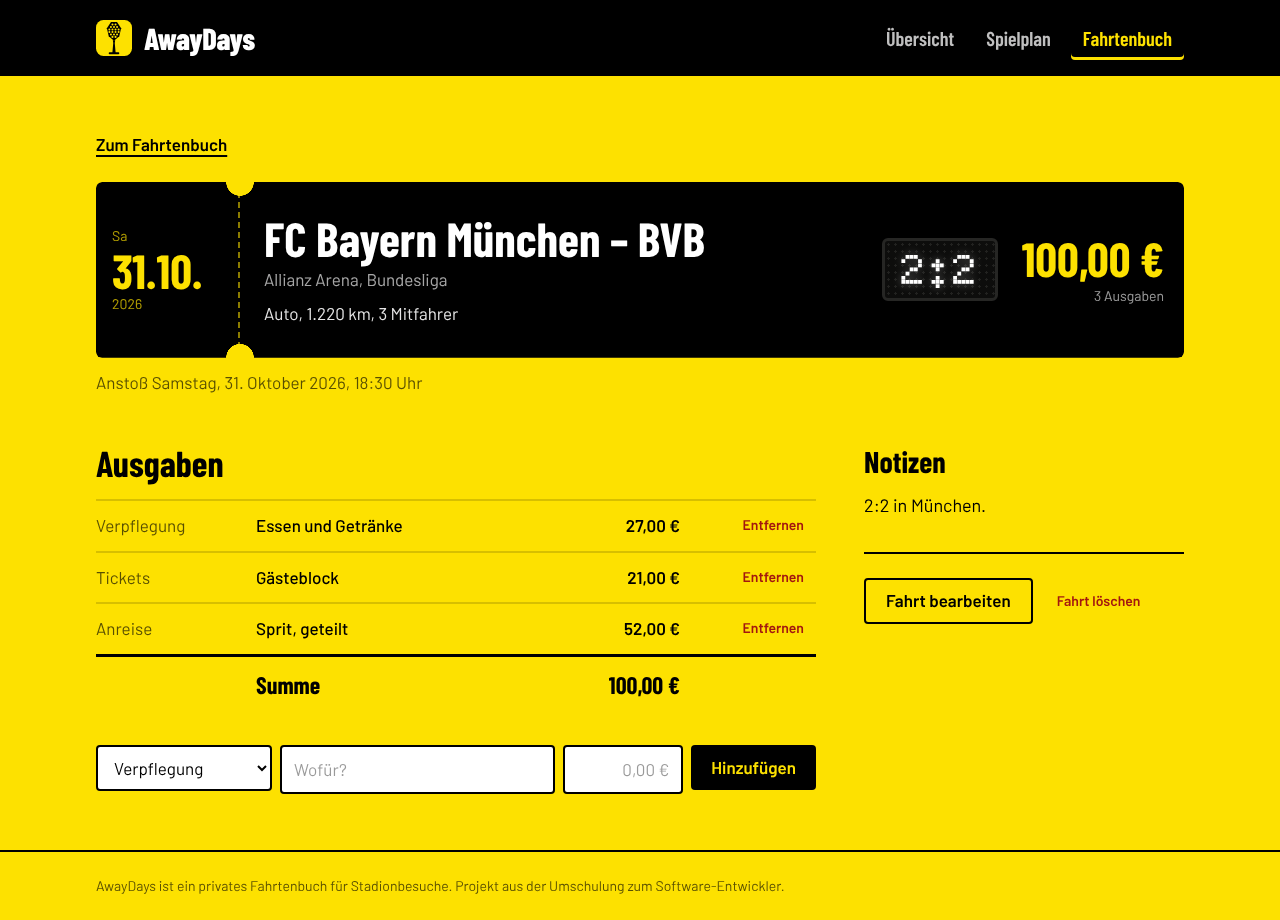 AwayDays
Übersicht Spielplan Fahrtenbuch
Zum Fahrtenbuch
Sa
31.10.
2026
FC Bayern München – BVB
Allianz Arena, Bundesliga
Auto, 1.220 km, 3 Mitfahrer
2:2
100,00 €
3 Ausgaben
Anstoß Samstag, 31. Oktober 2026, 18:30 Uhr
Ausgaben
Verpflegung Essen und Getränke 27,00 € Entfernen
Tickets Gästeblock 21,00 € Entfernen
Anreise Sprit, geteilt 52,00 € Entfernen
Summe 100,00 €
Verpflegung Wofür? 0,00 € Hinzufügen
Notizen
2:2 in München.
Fahrt bearbeiten Fahrt löschen
AwayDays ist ein privates Fahrtenbuch für Stadionbesuche. Projekt aus der Umschulung zum Software-Entwickler.